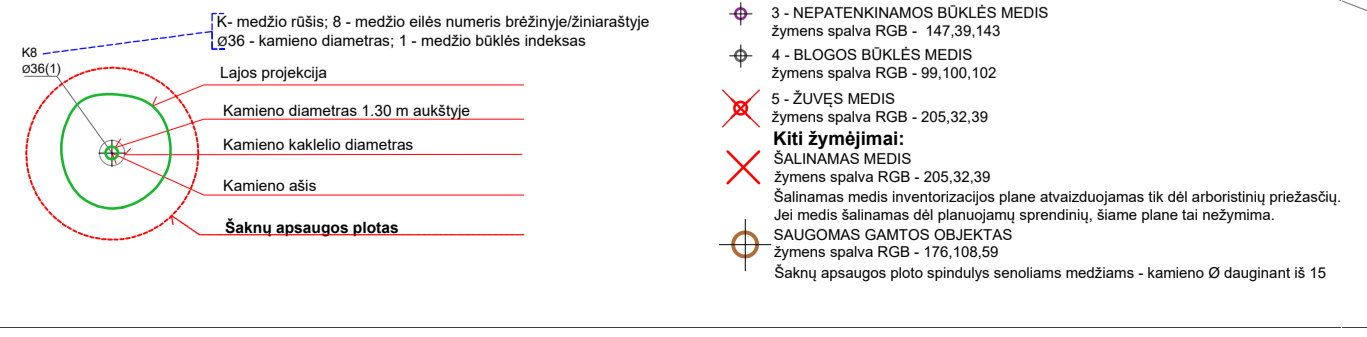 K- medžio rūšis; 8 - medžio eilės numeris brėžinyje/žiniaraštyje
ø36 - kamieno diametras; 1 - medžio būklės indeksas
K8
ø36(1)
Lajos projekcija
Kamieno diametras 1.30 m aukštyje
Kamieno kaklelio diametras
Kamieno ašis
Šaknų apsaugos plotas
3 - NEPATENKINAMOS BŪKLĖS MEDIS
žymens spalva RGB - 147,39,143
4 - BLOGOS BŪKLĖS MEDIS
žymens spalva RGB - 99,100,102
5 - ŽUVĘS MEDIS
žymens spalva RGB - 205,32,39
Kiti žymėjimai:
ŠALINAMAS MEDIS
žymens spalva RGB - 205,32,39
Šalinamas medis inventorizacijos plane atvaizduojamas tik dėl arboristinių priežasčių.
Jei medis šalinamas dėl planuojamų sprendinių, šiame plane tai nežymima.
SAUGOMAS GAMTOS OBJEKTAS
žymens spalva RGB - 176,108,59
Šaknų apsaugos ploto spindulys senoliams medžiams - kamieno Ø dauginant iš 15